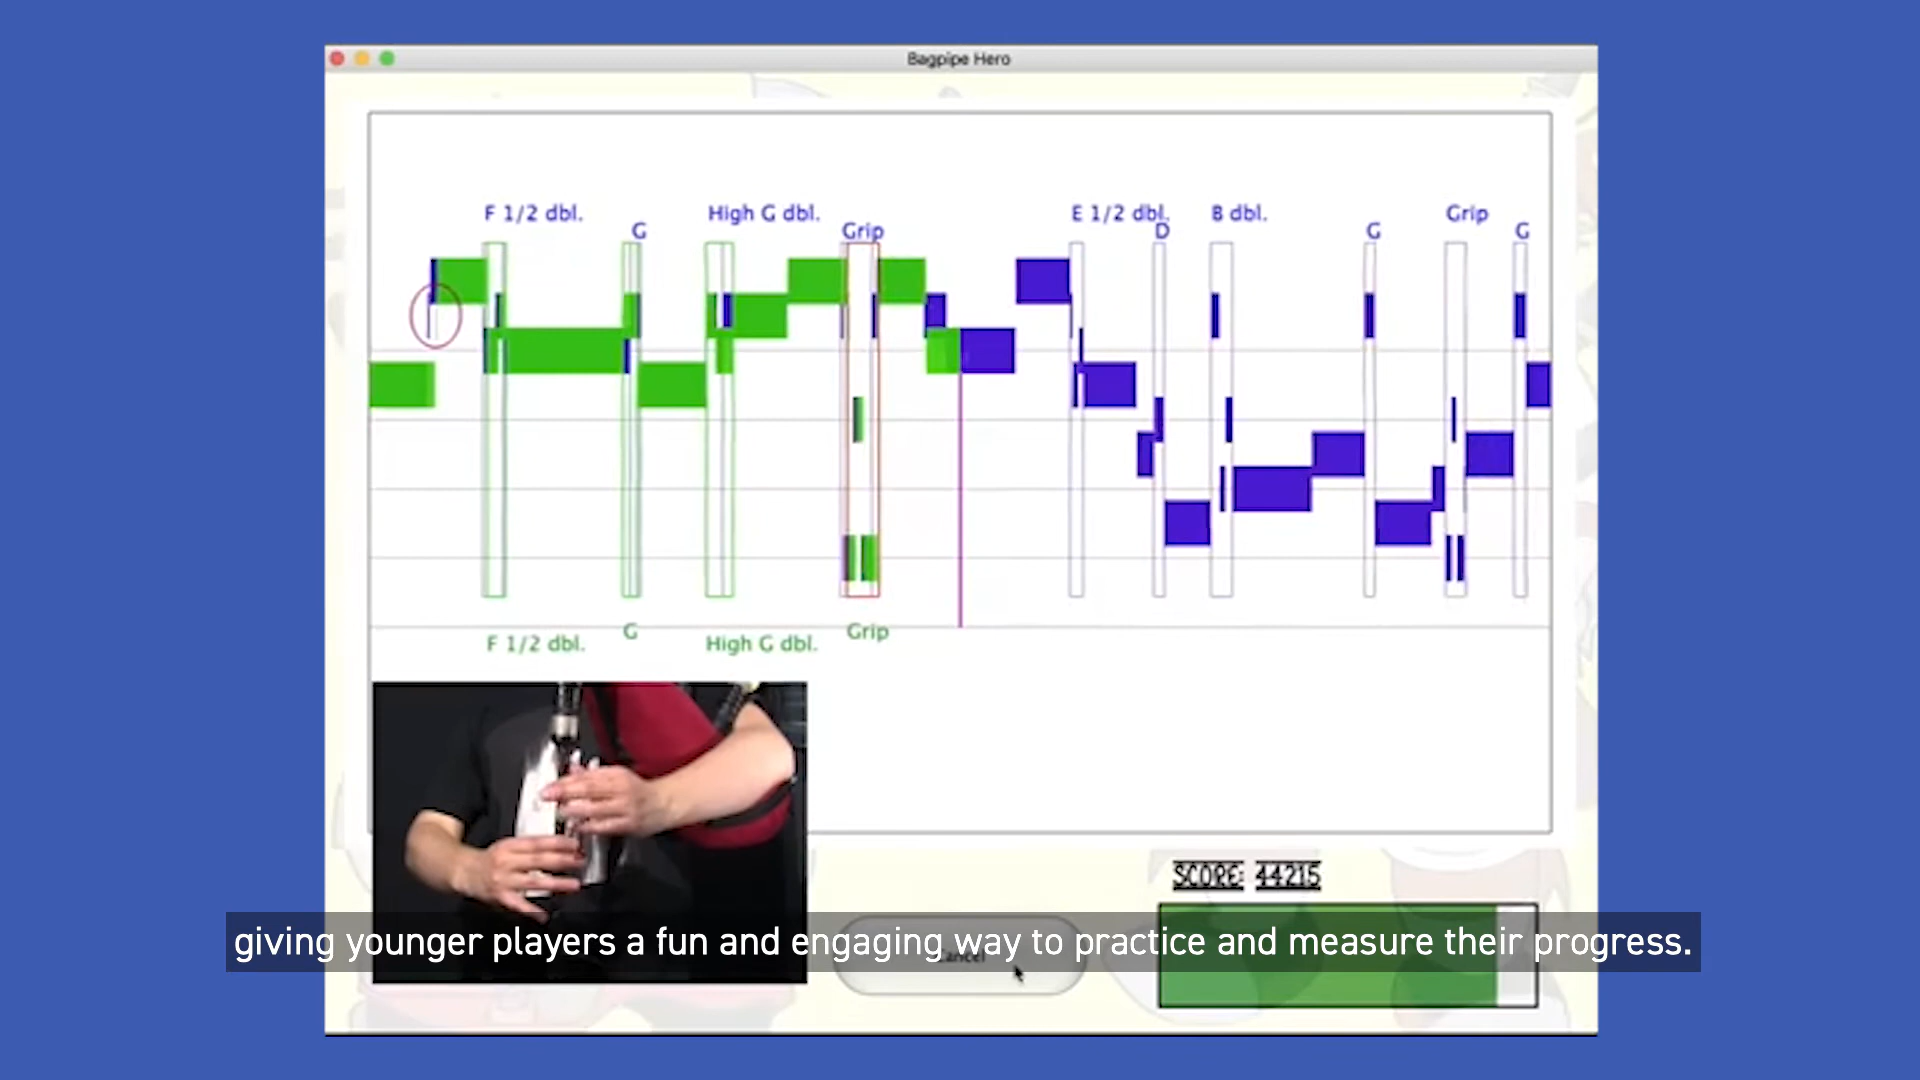 Bagpipe Hero
F 1/2 dbl.
G
High G dbl.
Grip
E 1/2 dbl.
D
B dbl.
G
Grip
G
F 1/2 dbl.
G
High G dbl.
Grip
SCORE: 44215
Cancel
giving younger players a fun and engaging way to practice and measure their progress.